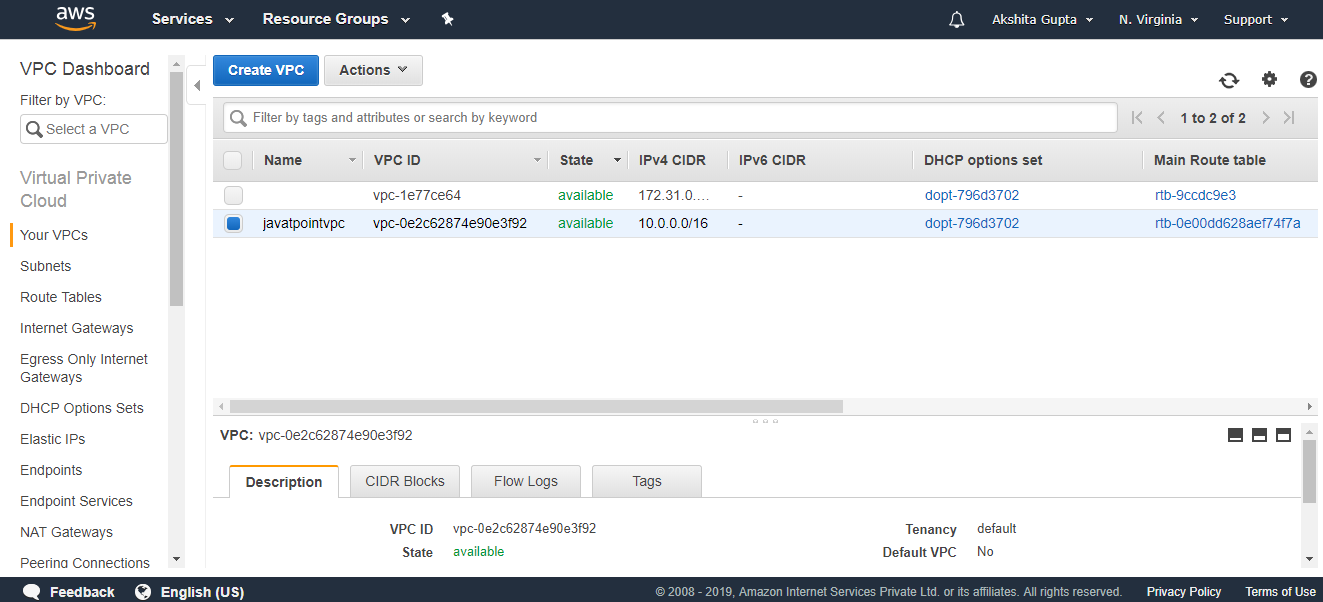 aws Services Resource Groups Akshita Gupta N. Virginia Support
VPC Dashboard
Filter by VPC:
Select a VPC
Virtual Private
Cloud
Your VPCs
Subnets
Route Tables
Internet Gateways
Egress Only Internet
Gateways
DHCP Options Sets
Elastic IPs
Endpoints
Endpoint Services
NAT Gateways
Peering Connections
Create VPC Actions
Filter by tags and attributes or search by keyword 1 to 2 of 2
Name VPC ID State IPv4 CIDR IPv6 CIDR DHCP options set Main Route table
vpc-1e77ce64 available 172.31.0.... - dopt-796d3702 rtb-9ccdc9e3
javatpointvpc vpc-0e2c62874e90e3f92 available 10.0.0.0/16 - dopt-796d3702 rtb-0e00dd628aef74f7a
VPC: vpc-0e2c62874e90e3f92
Description CIDR Blocks Flow Logs Tags
VPC ID vpc-0e2c62874e90e3f92 Tenancy default
State available Default VPC No
Feedback English (US) © 2008 - 2019, Amazon Internet Services Private Ltd. or its affiliates. All rights reserved. Privacy Policy Terms of Use